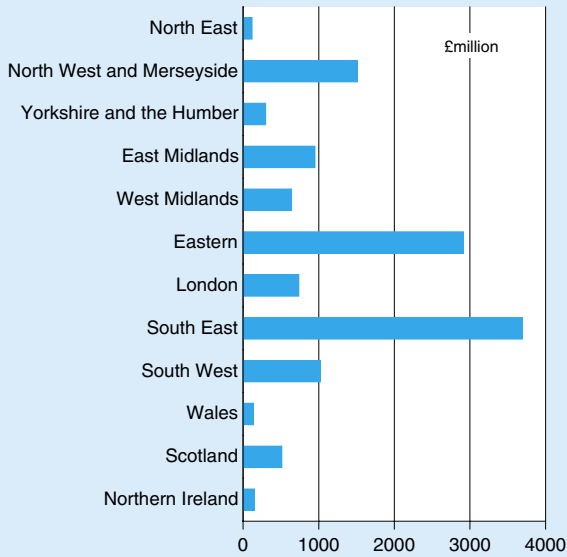 North East
£million
North West and Merseyside
Yorkshire and the Humber
East Midlands
West Midlands
Eastern
London
South East
South West
Wales
Scotland
Northern Ireland
0 1000 2000 3000 4000